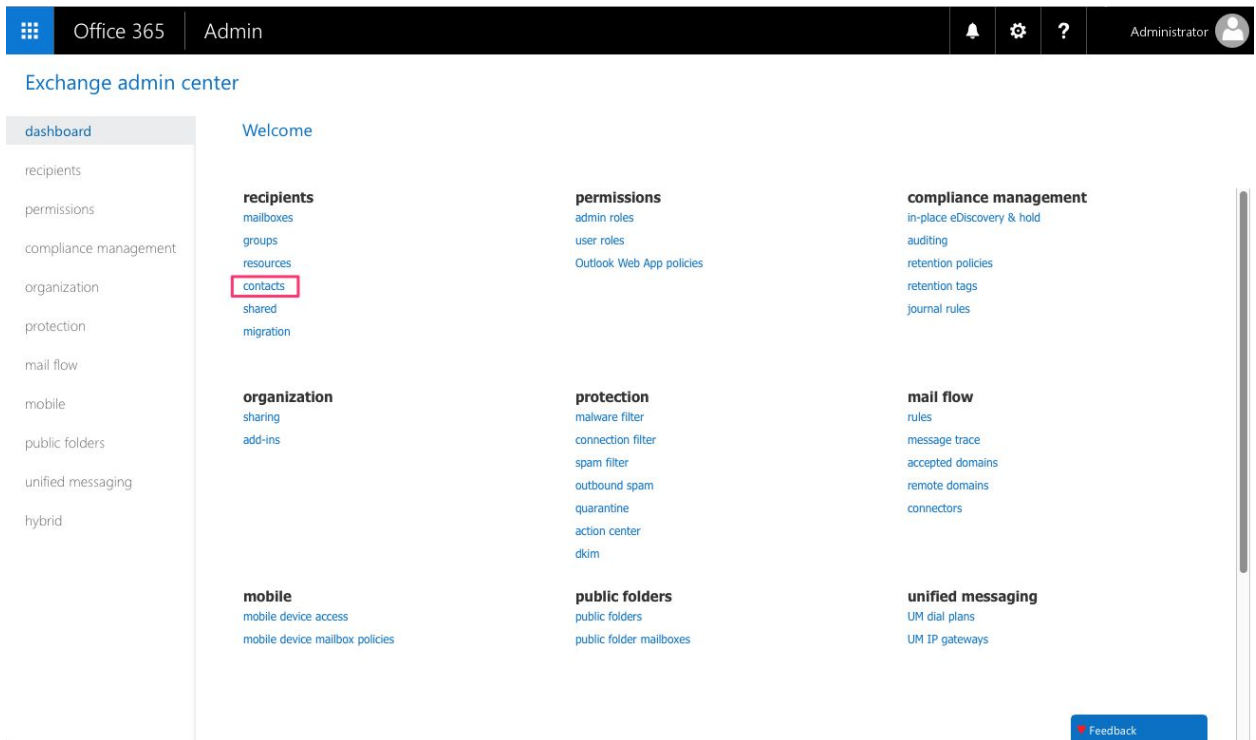 Office 365 Admin Administrator
Exchange admin center
dashboard
recipients
permissions
compliance management
organization
protection
mail flow
mobile
public folders
unified messaging
hybrid
Welcome
recipients
mailboxes
groups
resources
contacts
shared
migration
permissions
admin roles
user roles
Outlook Web App policies
compliance management
in-place eDiscovery & hold
auditing
retention policies
retention tags
journal rules
organization
sharing
add-ins
protection
malware filter
connection filter
spam filter
outbound spam
quarantine
action center
dkim
mail flow
rules
message trace
accepted domains
remote domains
connectors
mobile
mobile device access
mobile device mailbox policies
public folders
public folders
public folder mailboxes
unified messaging
UM dial plans
UM IP gateways
Feedback